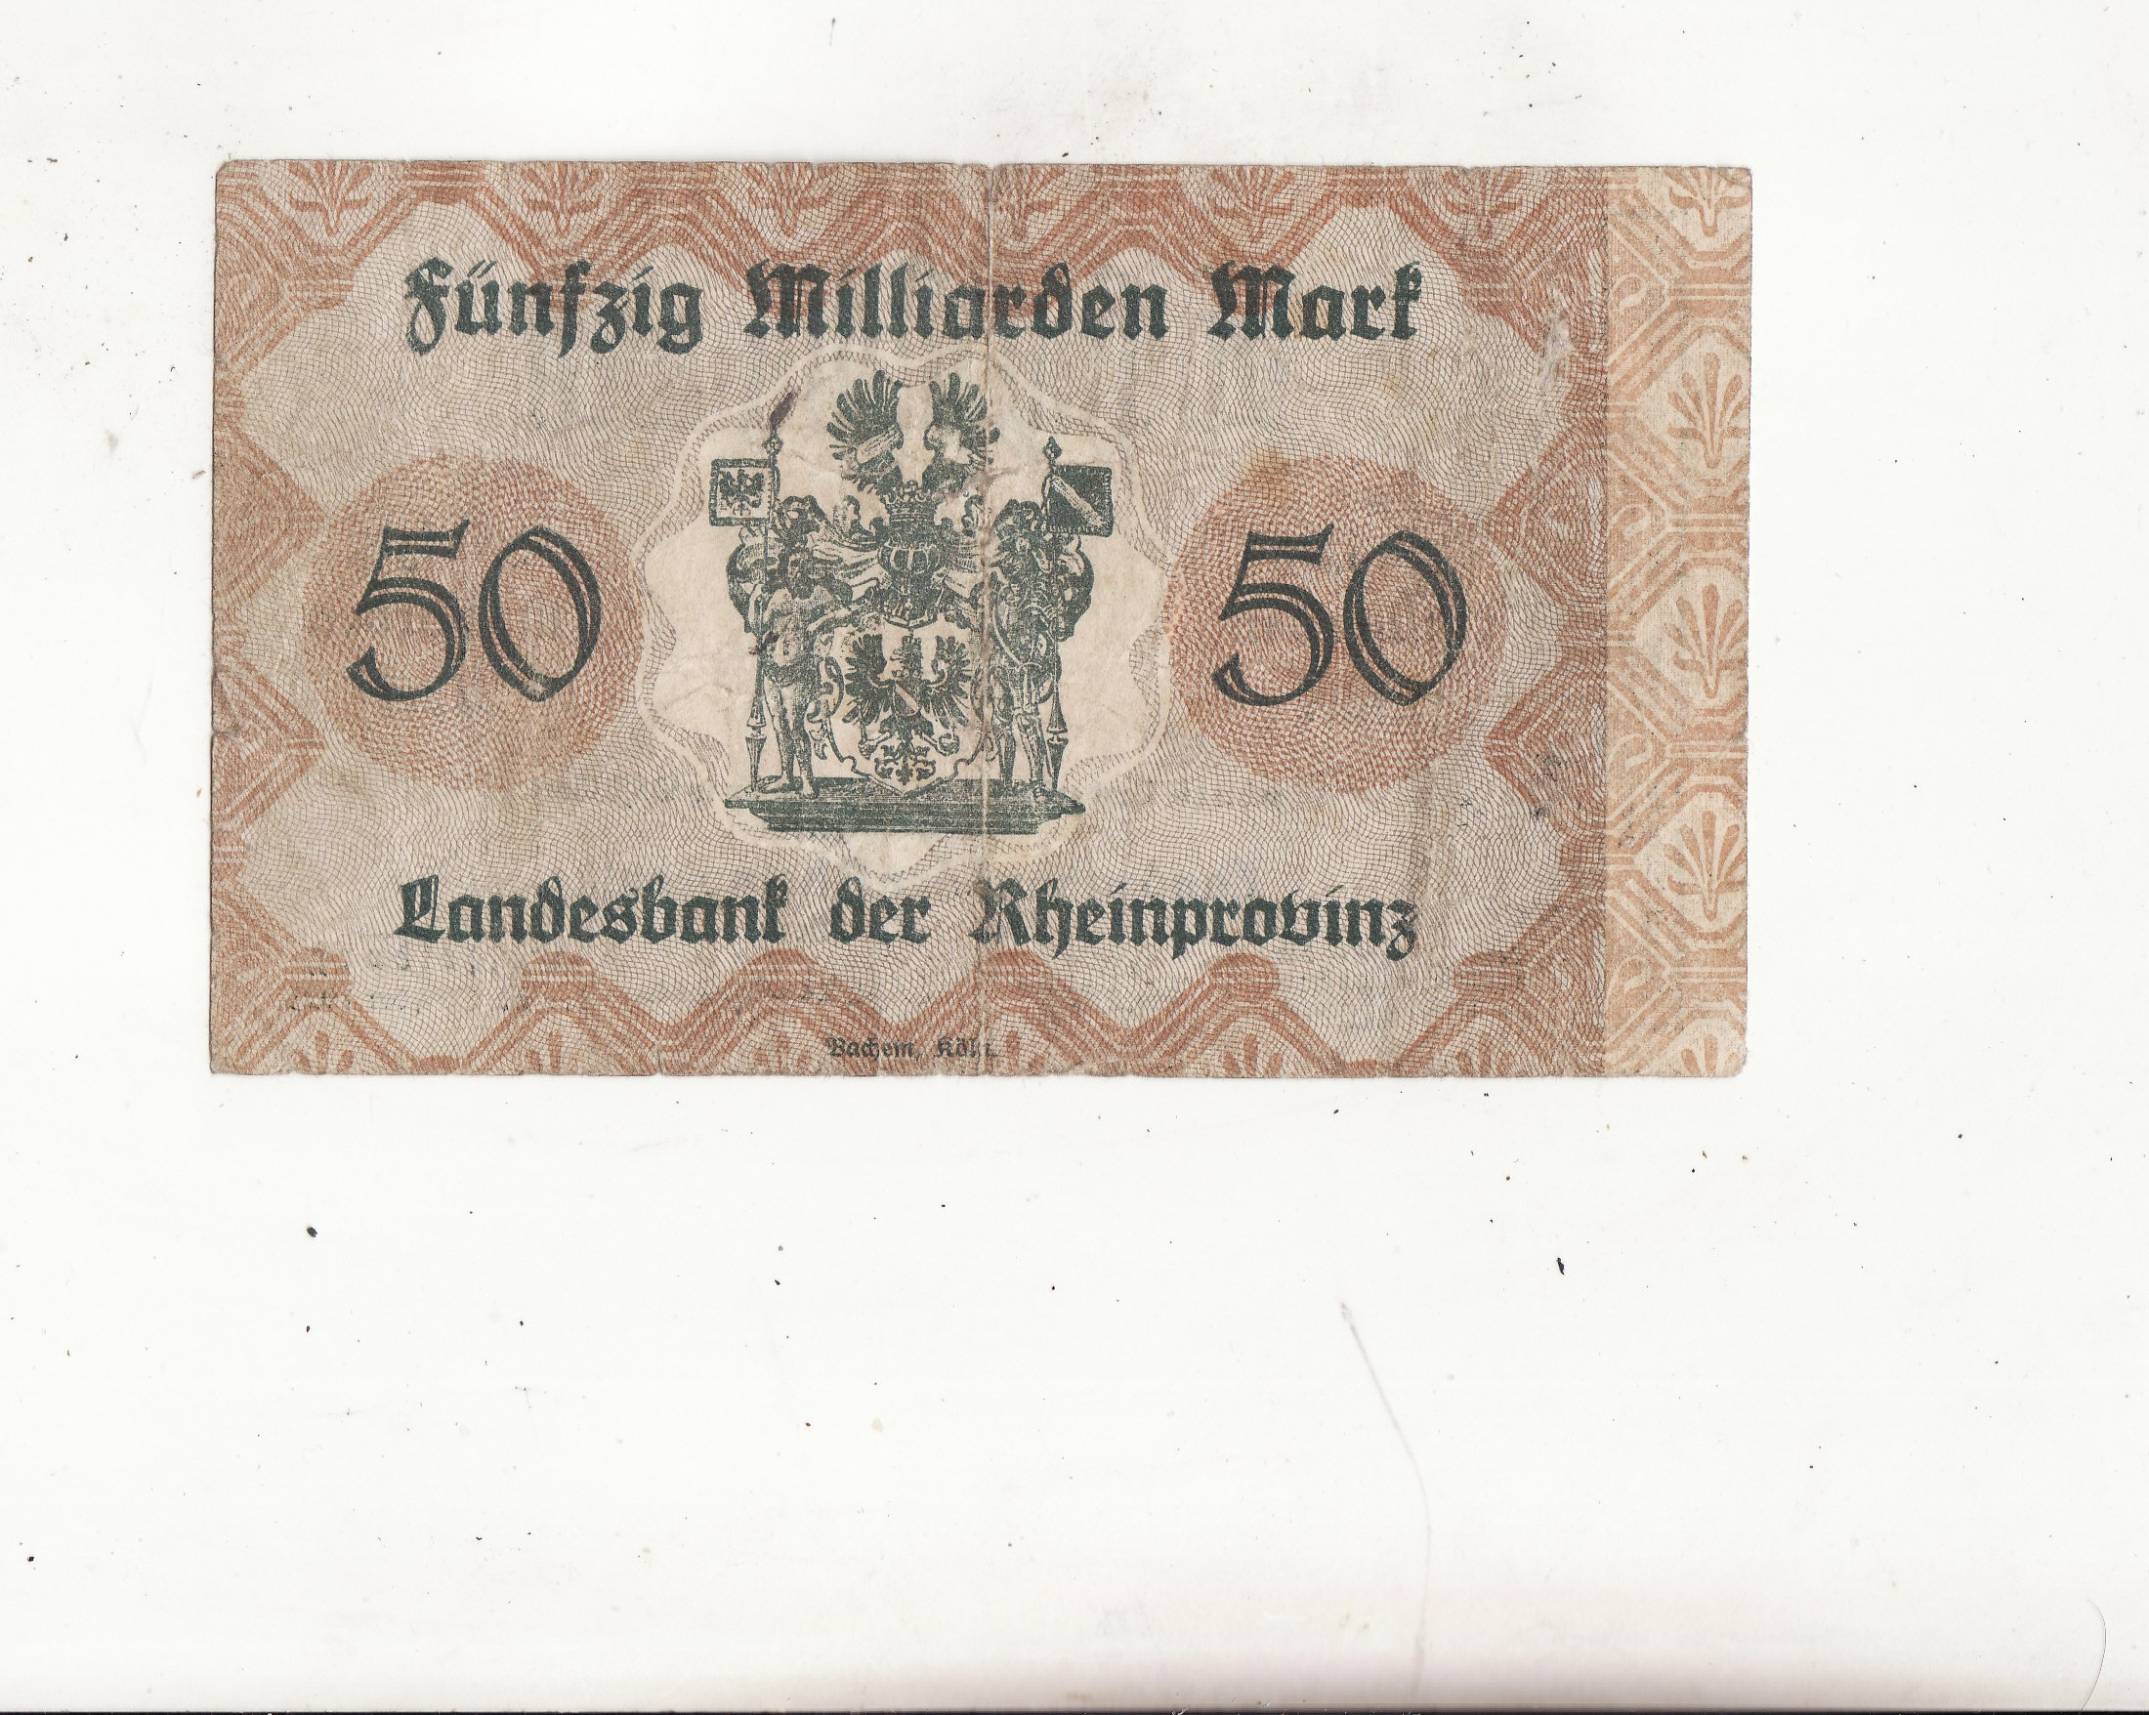 Fünfzig Milliarden Mark
50
50
Landesbank der Rheinprovinz
Bachem, Köln.